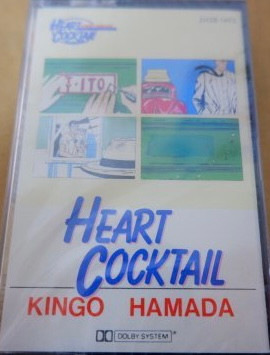 HEART
COCKTAIL
ITO
HEART
COCKTAIL
KINGO HAMADA
DOLBY SYSTEM